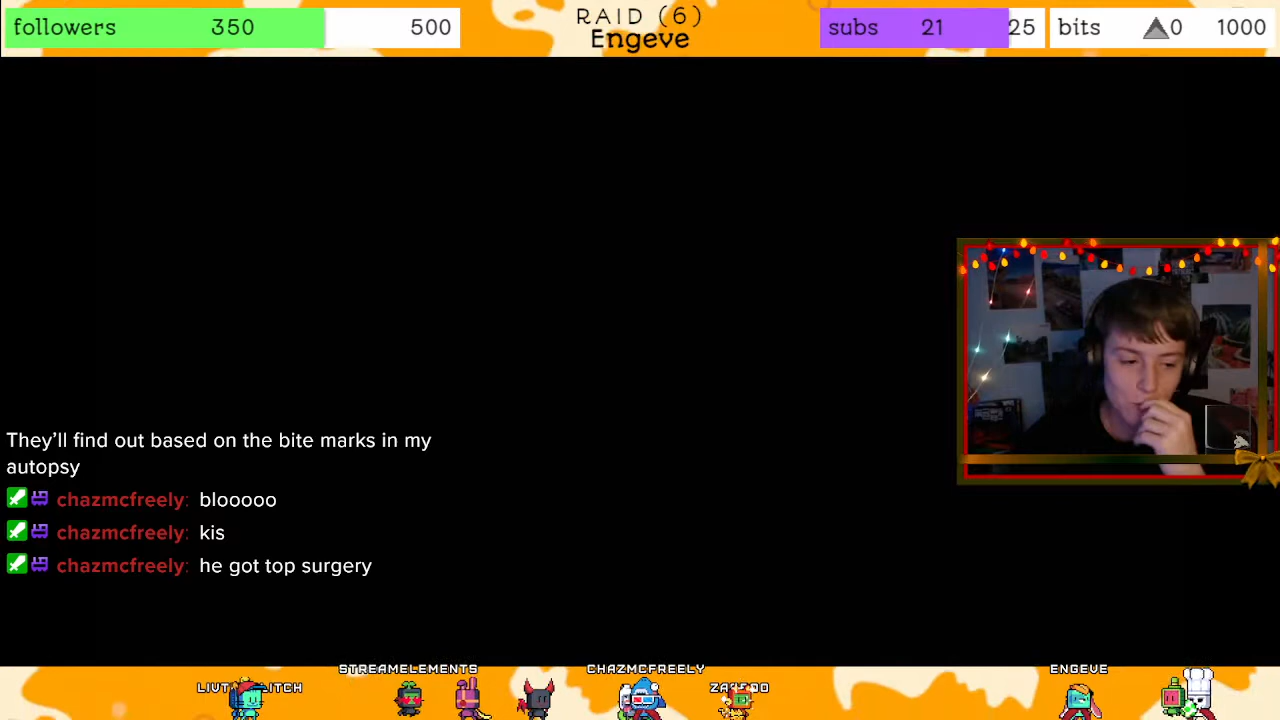 followers 350 500
RAID (6)
Engeve
subs 21 25
bits 0 1000
They'll find out based on the bite marks in my
autopsy
chazmcfreely: blooooo
chazmcfreely: kis
chazmcfreely: he got top surgery
STREAMELEMENTS CHAZMCFREELY ENGEVE